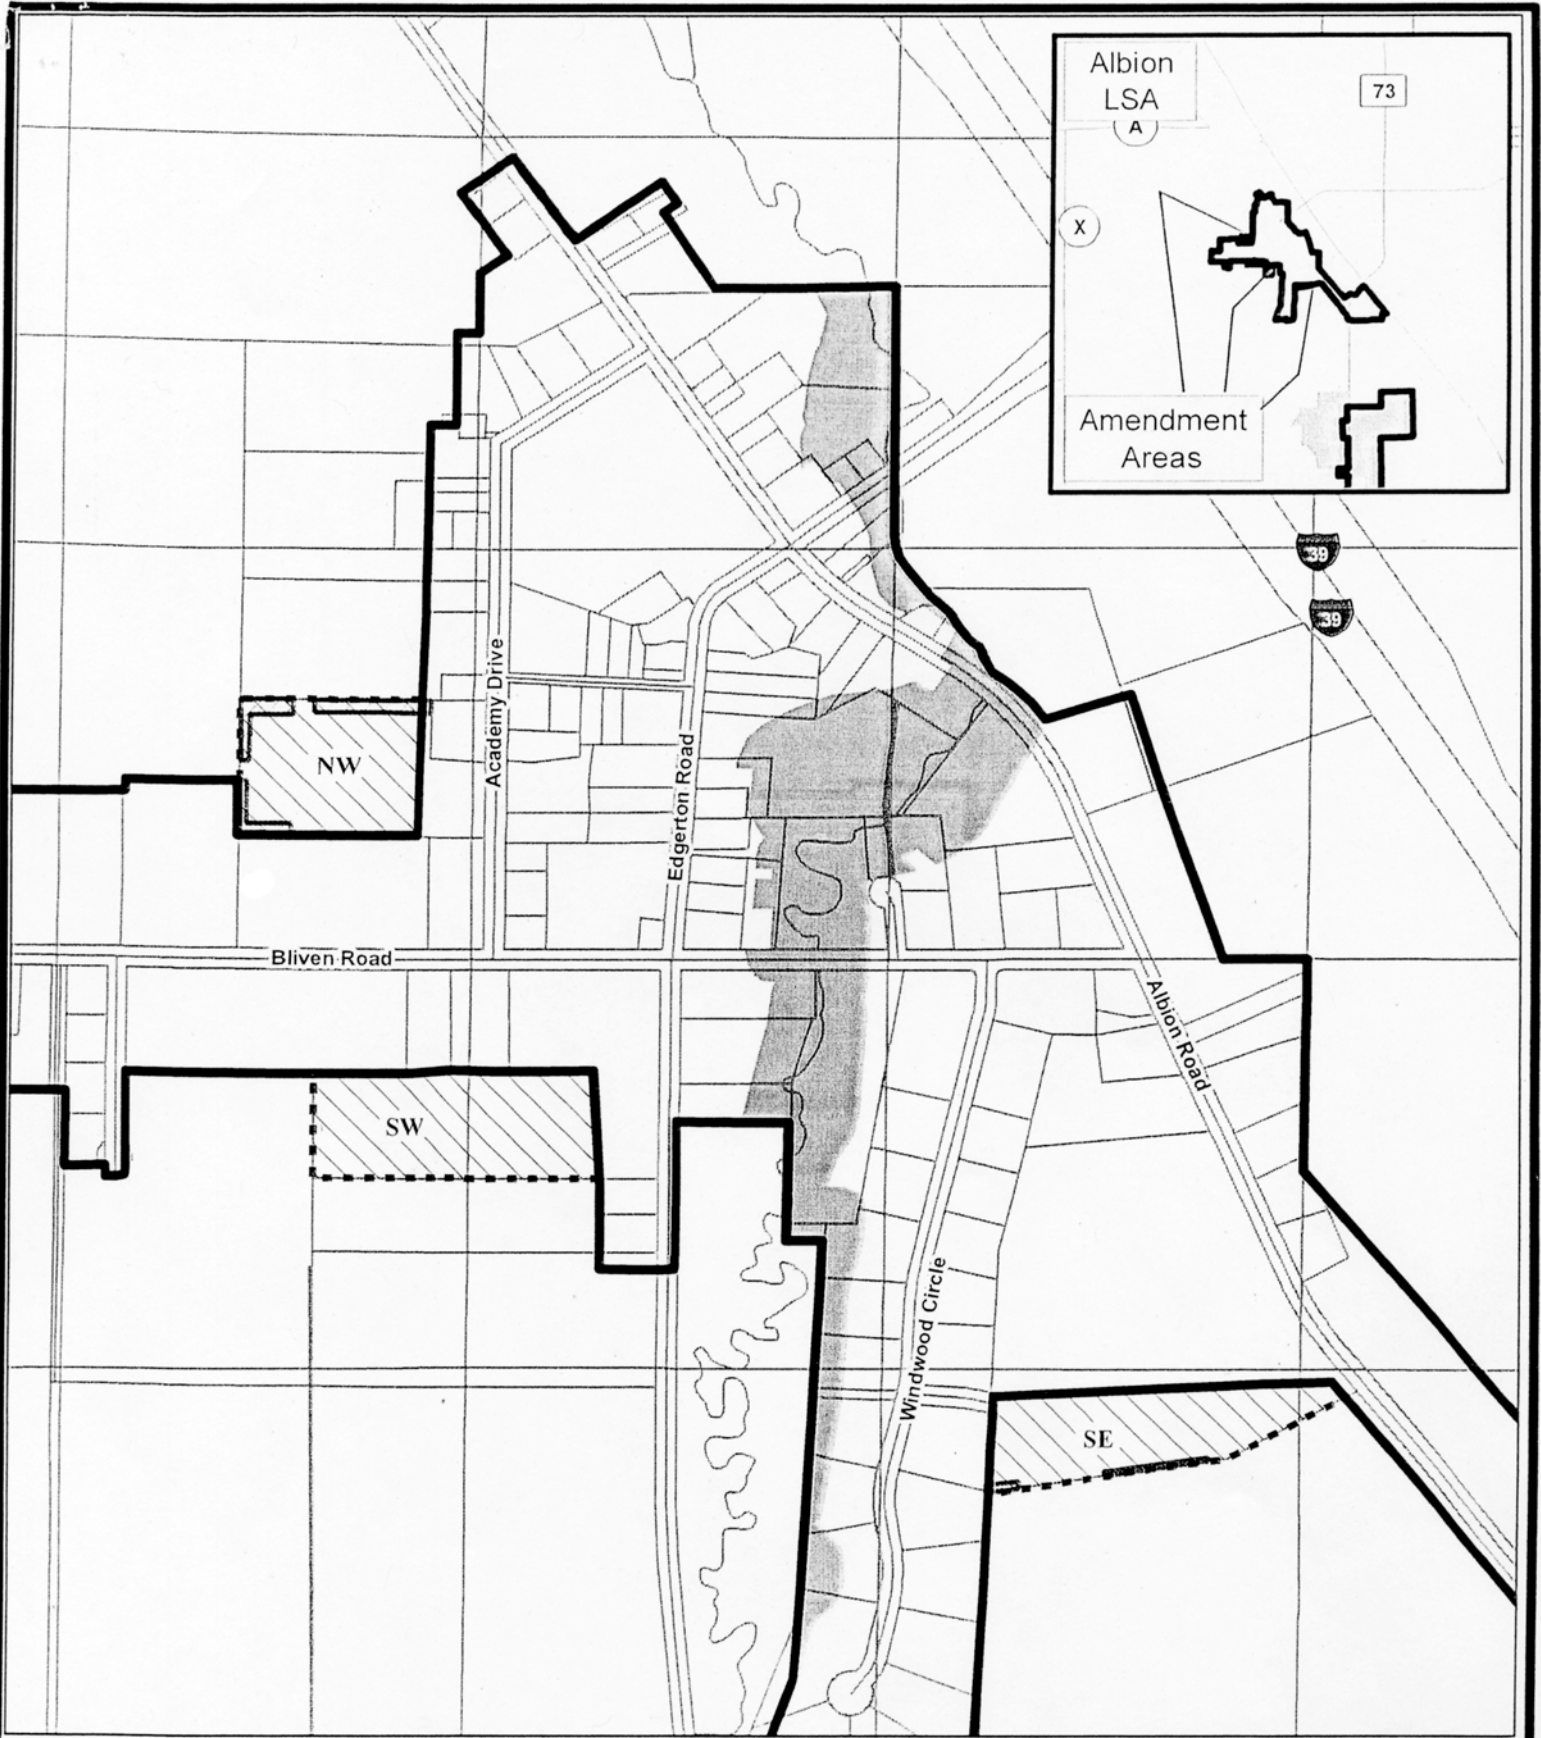 Albion
LSA
73
A
X
Amendment
Areas
39
39
Academy Drive
NW
Edgerton Road
Bliven Road
Albion Road
SW
Windwood Circle
SE